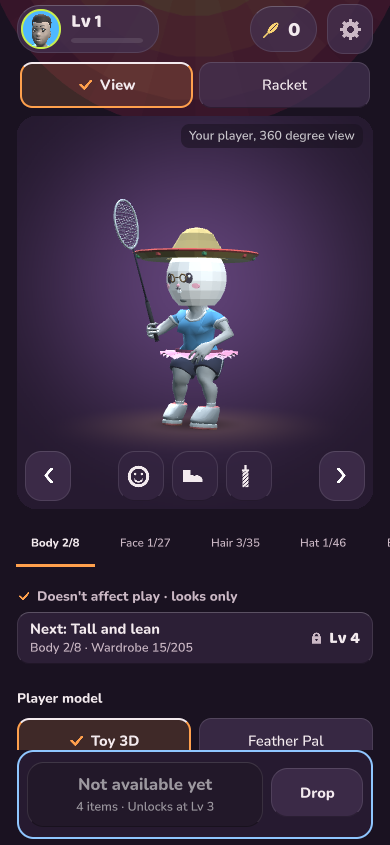 Lv 1
0
View
Racket
Your player, 360 degree view
Body 2/8
Face 1/27
Hair 3/35
Hat 1/46
Doesn't affect play · looks only
Next: Tall and lean
Body 2/8 · Wardrobe 15/205
Lv 4
Player model
Toy 3D
Feather Pal
Not available yet
4 items · Unlocks at Lv 3
Drop